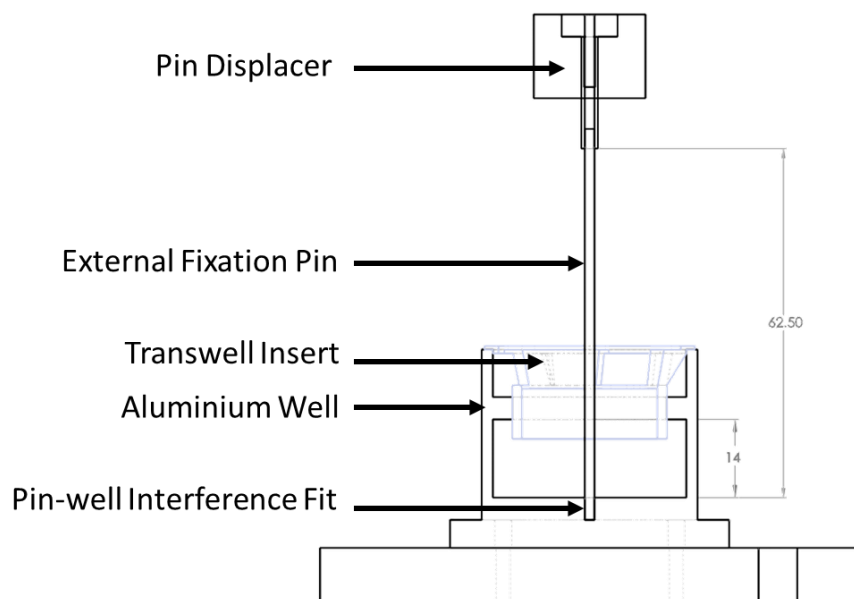 Pin Displacer
External Fixation Pin
62.50
Transwell Insert
Aluminium Well
14
Pin-well Interference Fit